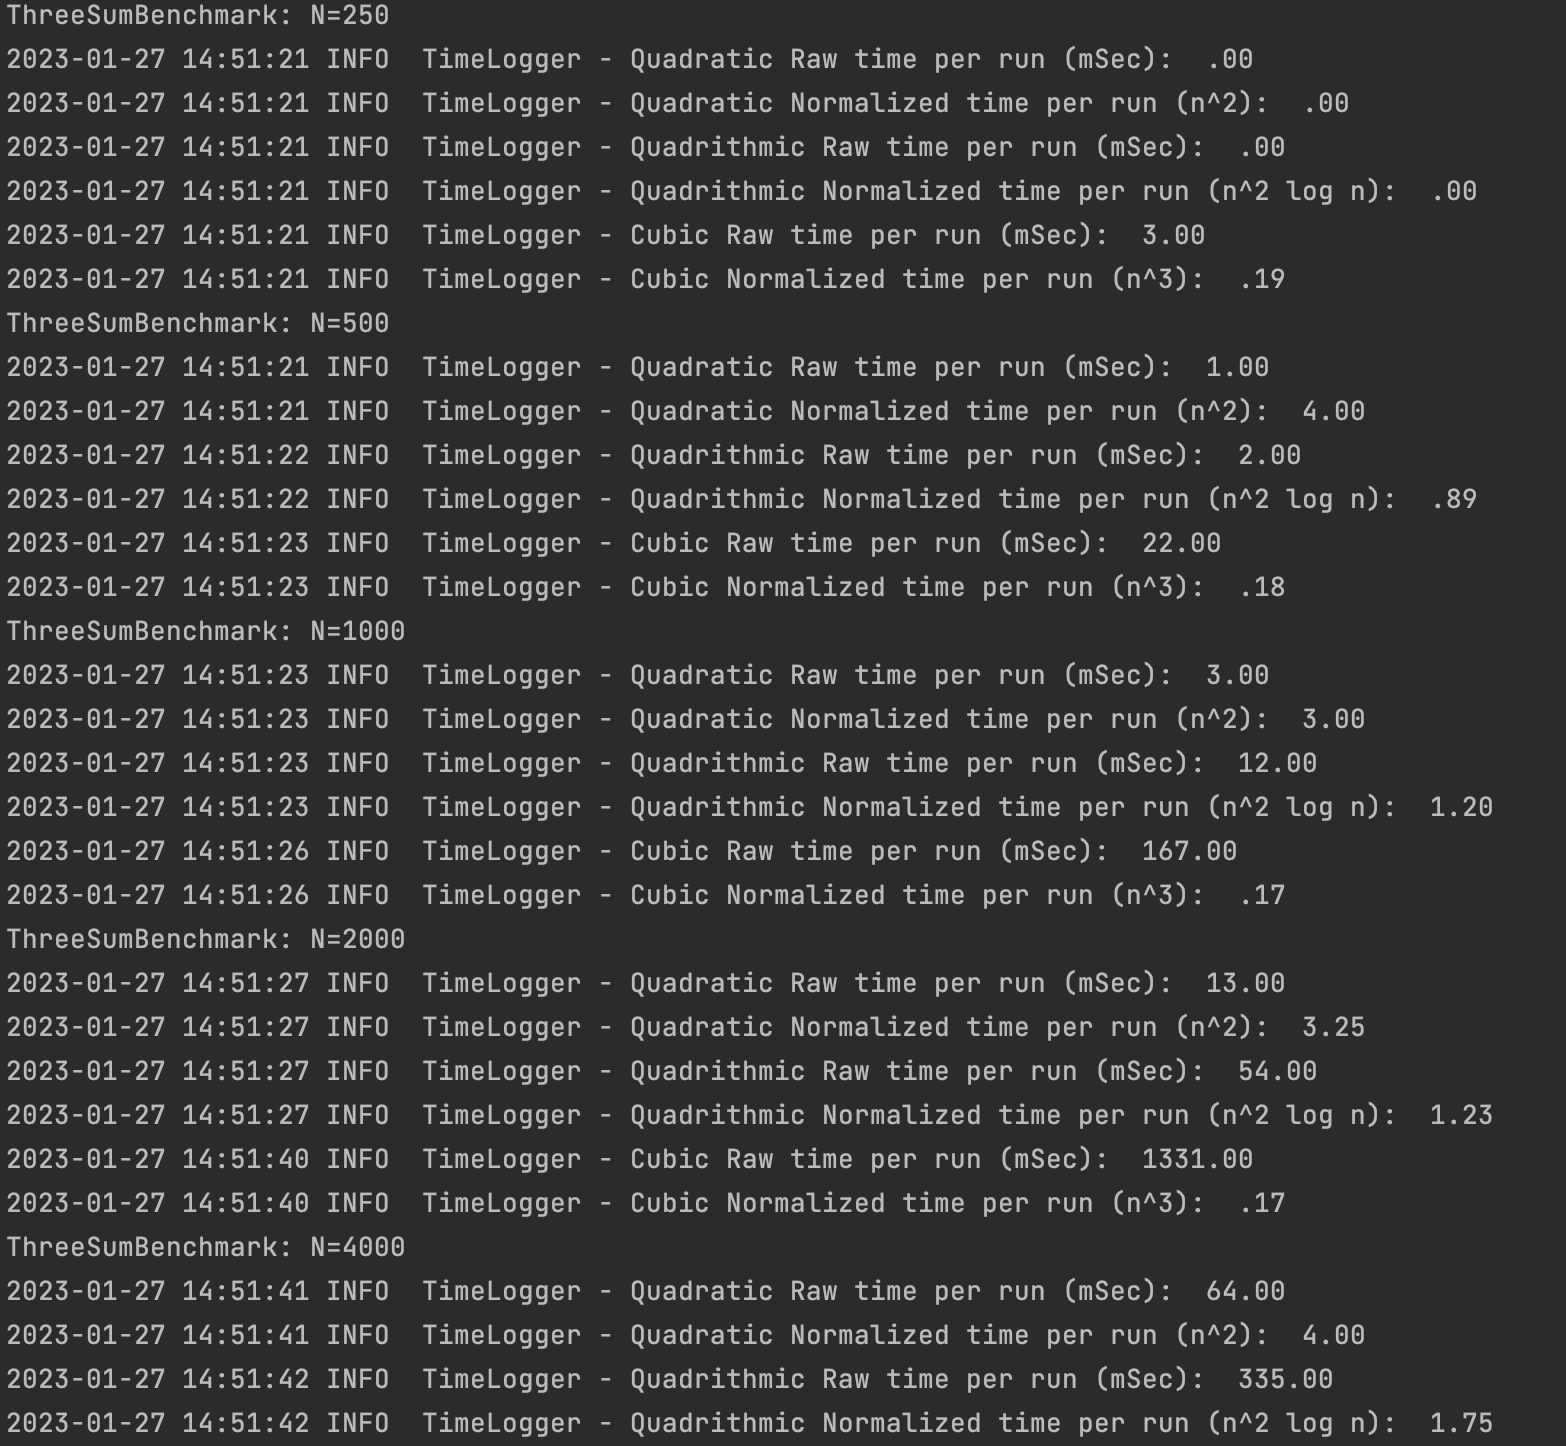 ThreeSumBenchmark: N=250
2023-01-27 14:51:21 INFO  TimeLogger - Quadratic Raw time per run (mSec):  .00
2023-01-27 14:51:21 INFO  TimeLogger - Quadratic Normalized time per run (n^2):  .00
2023-01-27 14:51:21 INFO  TimeLogger - Quadrithmic Raw time per run (mSec):  .00
2023-01-27 14:51:21 INFO  TimeLogger - Quadrithmic Normalized time per run (n^2 log n):  .00
2023-01-27 14:51:21 INFO  TimeLogger - Cubic Raw time per run (mSec):  3.00
2023-01-27 14:51:21 INFO  TimeLogger - Cubic Normalized time per run (n^3):  .19
ThreeSumBenchmark: N=500
2023-01-27 14:51:21 INFO  TimeLogger - Quadratic Raw time per run (mSec):  1.00
2023-01-27 14:51:21 INFO  TimeLogger - Quadratic Normalized time per run (n^2):  4.00
2023-01-27 14:51:22 INFO  TimeLogger - Quadrithmic Raw time per run (mSec):  2.00
2023-01-27 14:51:22 INFO  TimeLogger - Quadrithmic Normalized time per run (n^2 log n):  .89
2023-01-27 14:51:23 INFO  TimeLogger - Cubic Raw time per run (mSec):  22.00
2023-01-27 14:51:23 INFO  TimeLogger - Cubic Normalized time per run (n^3):  .18
ThreeSumBenchmark: N=1000
2023-01-27 14:51:23 INFO  TimeLogger - Quadratic Raw time per run (mSec):  3.00
2023-01-27 14:51:23 INFO  TimeLogger - Quadratic Normalized time per run (n^2):  3.00
2023-01-27 14:51:23 INFO  TimeLogger - Quadrithmic Raw time per run (mSec):  12.00
2023-01-27 14:51:23 INFO  TimeLogger - Quadrithmic Normalized time per run (n^2 log n):  1.20
2023-01-27 14:51:26 INFO  TimeLogger - Cubic Raw time per run (mSec):  167.00
2023-01-27 14:51:26 INFO  TimeLogger - Cubic Normalized time per run (n^3):  .17
ThreeSumBenchmark: N=2000
2023-01-27 14:51:27 INFO  TimeLogger - Quadratic Raw time per run (mSec):  13.00
2023-01-27 14:51:27 INFO  TimeLogger - Quadratic Normalized time per run (n^2):  3.25
2023-01-27 14:51:27 INFO  TimeLogger - Quadrithmic Raw time per run (mSec):  54.00
2023-01-27 14:51:27 INFO  TimeLogger - Quadrithmic Normalized time per run (n^2 log n):  1.23
2023-01-27 14:51:40 INFO  TimeLogger - Cubic Raw time per run (mSec):  1331.00
2023-01-27 14:51:40 INFO  TimeLogger - Cubic Normalized time per run (n^3):  .17
ThreeSumBenchmark: N=4000
2023-01-27 14:51:41 INFO  TimeLogger - Quadratic Raw time per run (mSec):  64.00
2023-01-27 14:51:41 INFO  TimeLogger - Quadratic Normalized time per run (n^2):  4.00
2023-01-27 14:51:42 INFO  TimeLogger - Quadrithmic Raw time per run (mSec):  335.00
2023-01-27 14:51:42 INFO  TimeLogger - Quadrithmic Normalized time per run (n^2 log n):  1.75